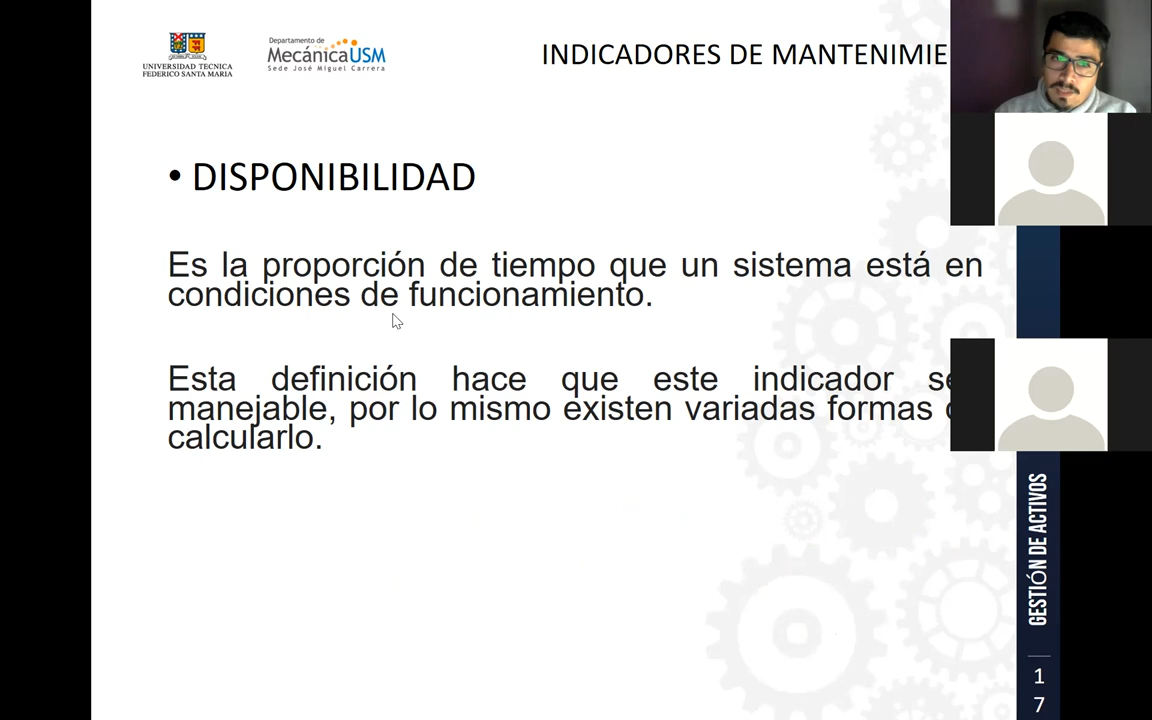 UNIVERSIDAD TECNICA
FEDERICO SANTA MARIA
Departamento de
MecánicaUSM
Sede José Miguel Carrera
INDICADORES DE
• DISPONIBILIDAD
Es la proporción de tiempo que un sistema está en
condiciones de funcionamiento.
Esta definición hace que este indicador
manejable, por lo mismo existen variadas formas
calcularlo.
GESTIÓN DE ACTIVOS
1
7